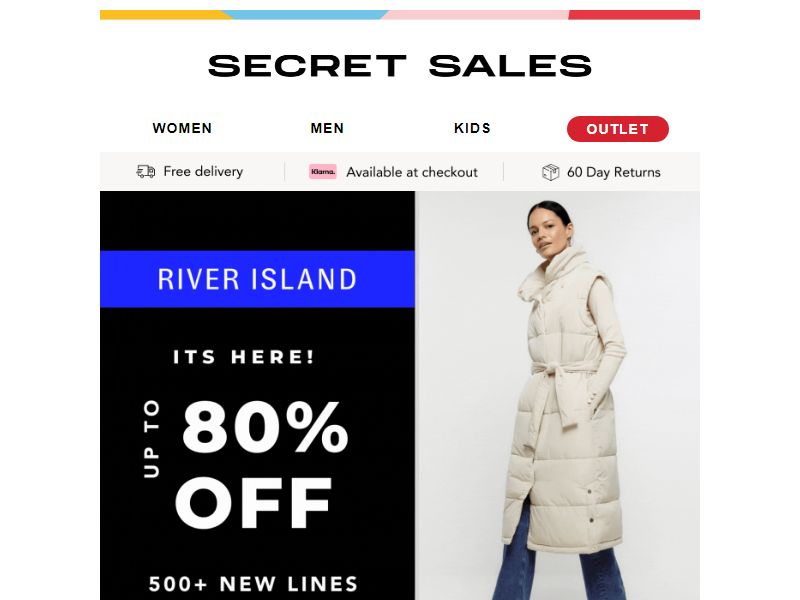 SECRET SALES
WOMEN MEN KIDS OUTLET
Free delivery Klarna. Available at checkout 60 Day Returns
RIVER ISLAND
ITS HERE!
UP TO 80%
OFF
500+ NEW LINES